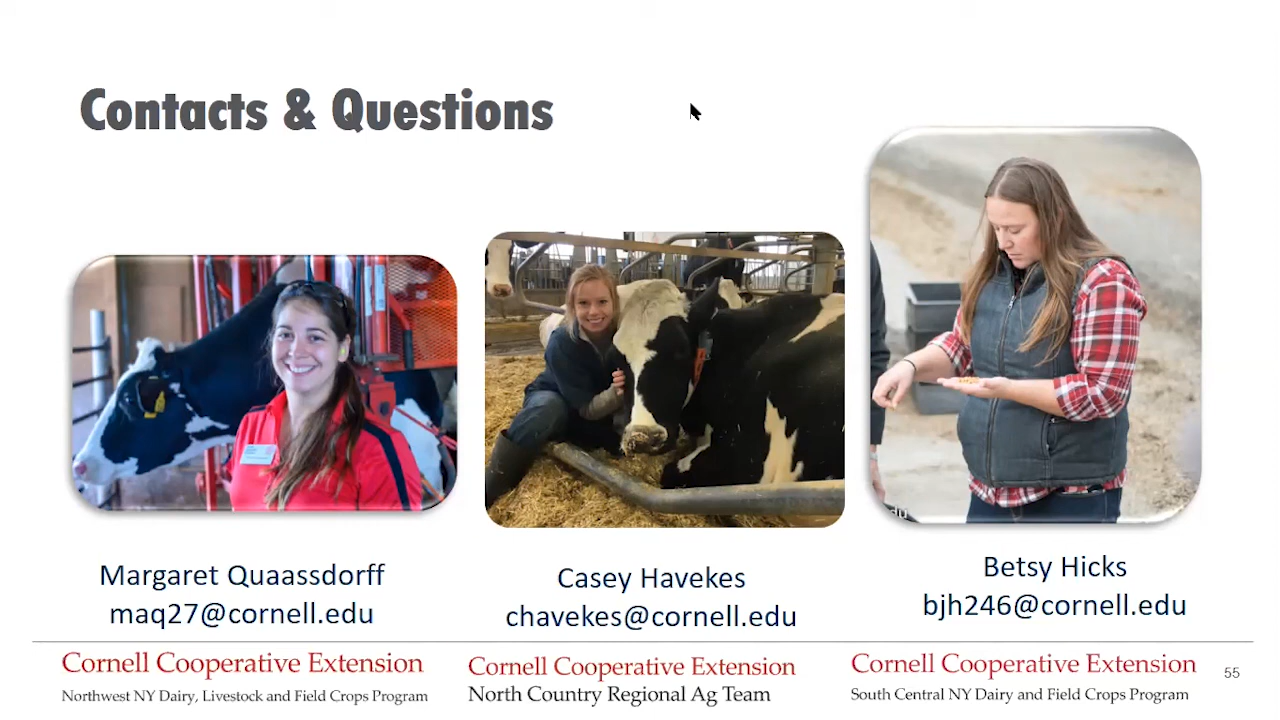 Contacts & Questions
Margaret Quaassdorff
maq27@cornell.edu
Casey Havekes
chavekes@cornell.edu
Betsy Hicks
bjh246@cornell.edu
Cornell Cooperative Extension
Northwest NY Dairy, Livestock and Field Crops Program
Cornell Cooperative Extension
North Country Regional Ag Team
Cornell Cooperative Extension
South Central NY Dairy and Field Crops Program
55